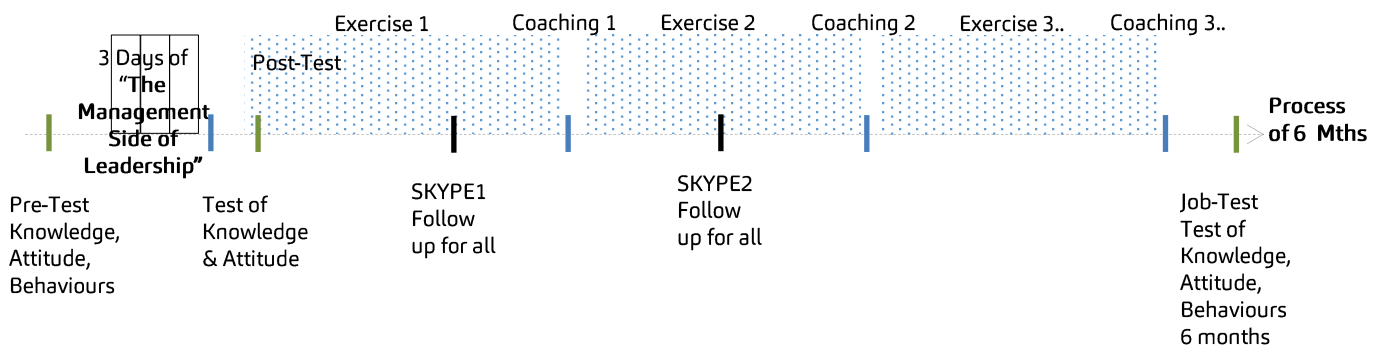 Exercise 1
Coaching 1
Exercise 2
Coaching 2
Exercise 3..
Coaching 3..
3 Days of
“The
Management
Side of
Leadership”
Post-Test
Process
of 6 Mths
Pre-Test
Knowledge,
Attitude,
Behaviours
Test of
Knowledge
& Attitude
SKYPE1
Follow
up for all
SKYPE2
Follow
up for all
Job-Test
Test of
Knowledge,
Attitude,
Behaviours
6 months